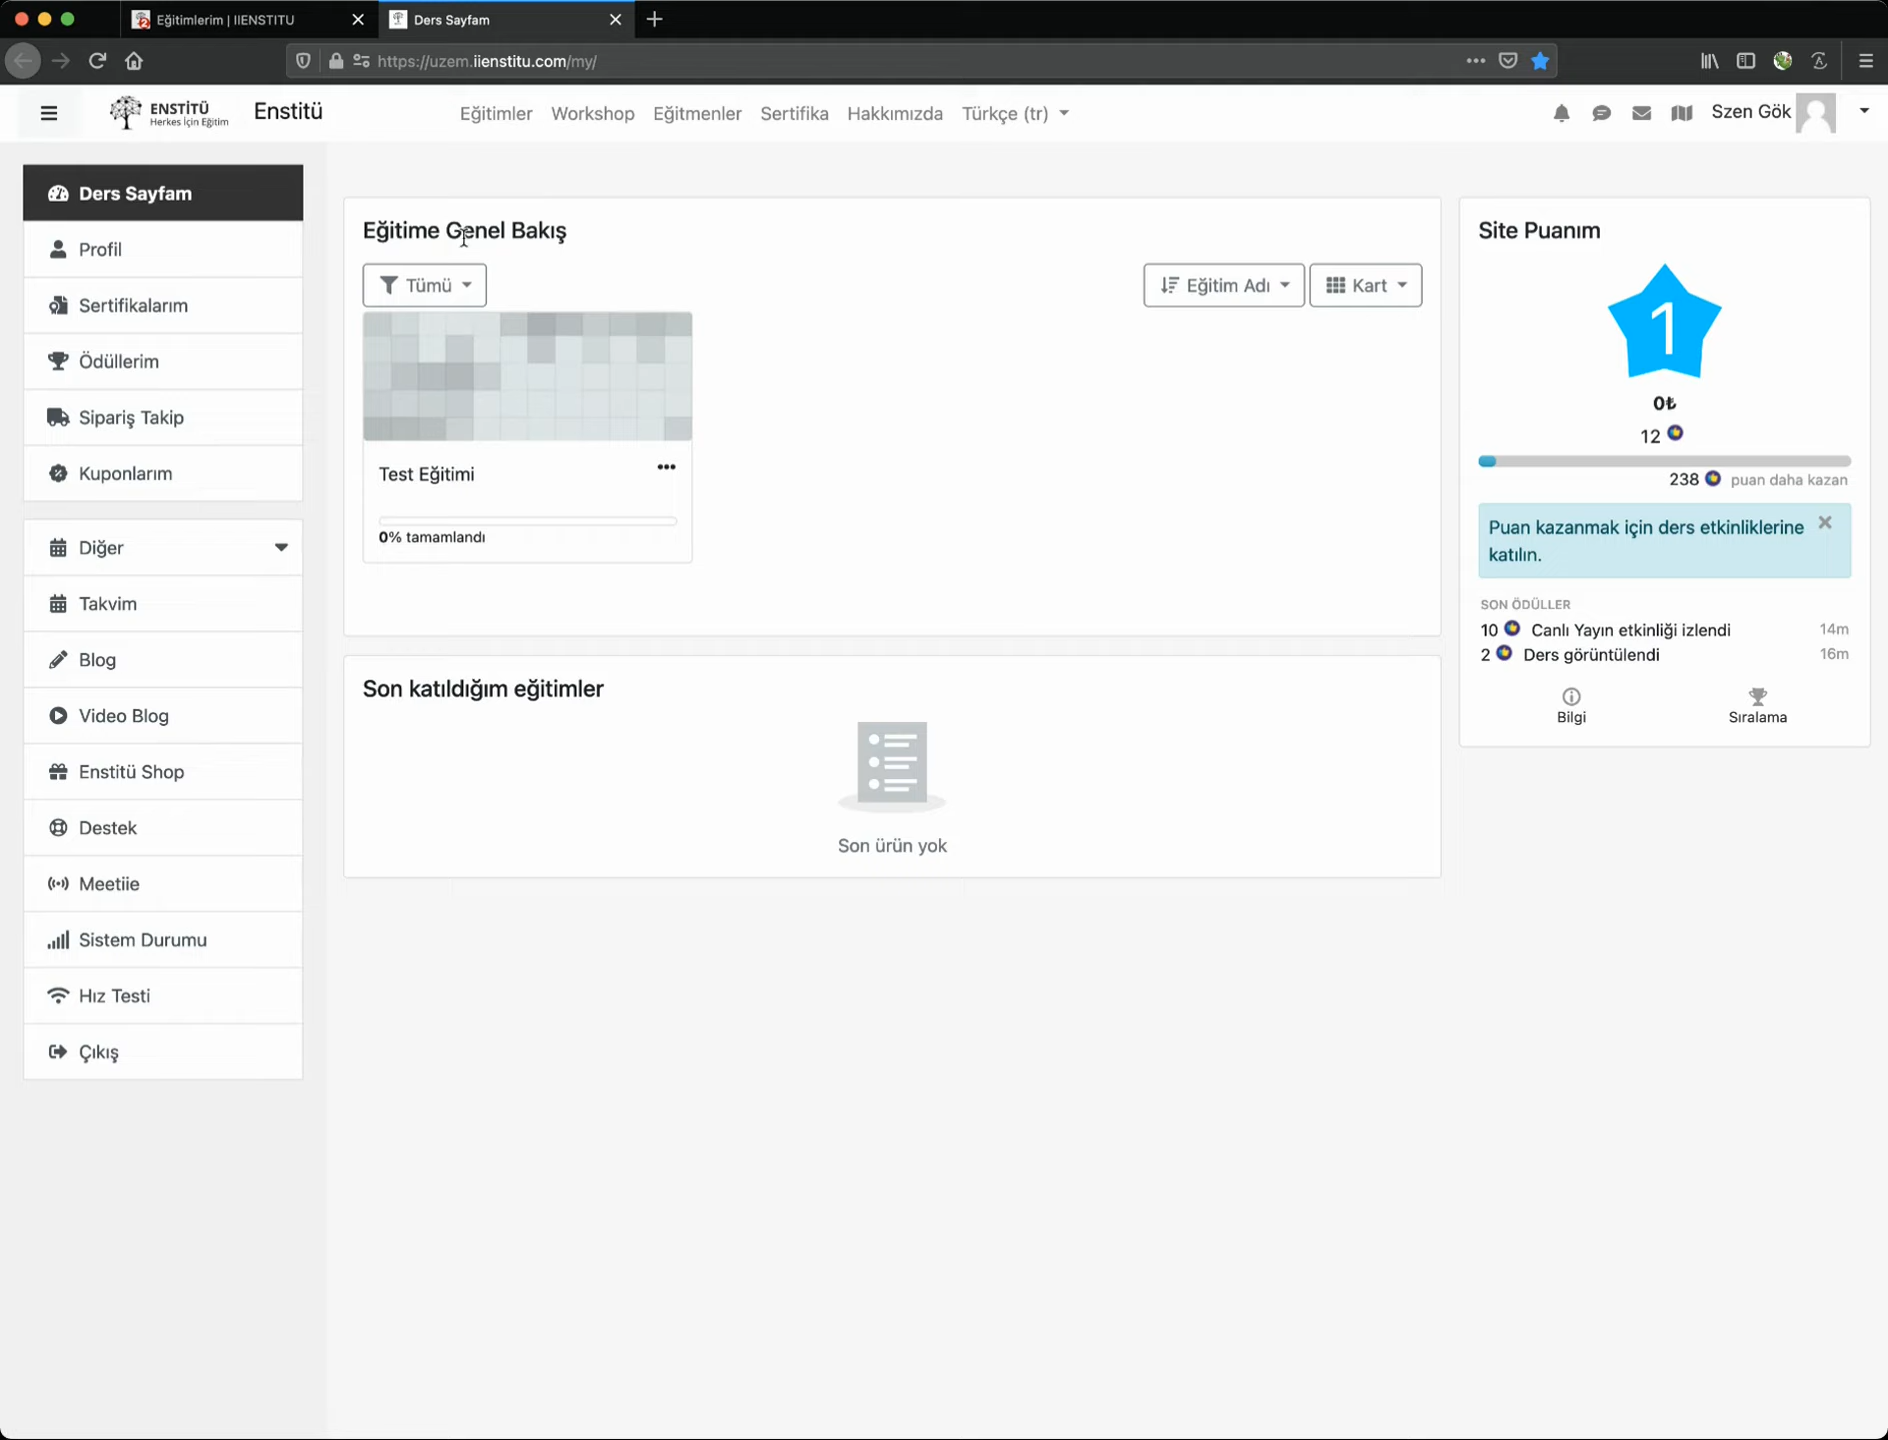 Eğitimlerim | IIENSTITU
Ders Sayfam
https://uzem.iienstitu.com/my/
ENSTİTÜ
Herkes İçin Eğitim
Enstitü
Eğitimler
Workshop
Eğitmenler
Sertifika
Hakkımızda
Türkçe (tr)
Szen Gök
Ders Sayfam
Profil
Sertifikalarım
Ödüllerim
Sipariş Takip
Kuponlarım
Diğer
Takvim
Blog
Video Blog
Enstitü Shop
Destek
Meetiie
Sistem Durumu
Hız Testi
Çıkış
Eğitime Genel Bakış
Tümü
Eğitim Adı
Kart
Test Eğitimi
0% tamamlandı
Son katıldığım eğitimler
Son ürün yok
Site Puanım
1
0₺
12
238 puan daha kazan
Puan kazanmak için ders etkinliklerine
katılın.
SON ÖDÜLLER
10 Canlı Yayın etkinliği izlendi 14m
2 Ders görüntülendi 16m
Bilgi
Sıralama